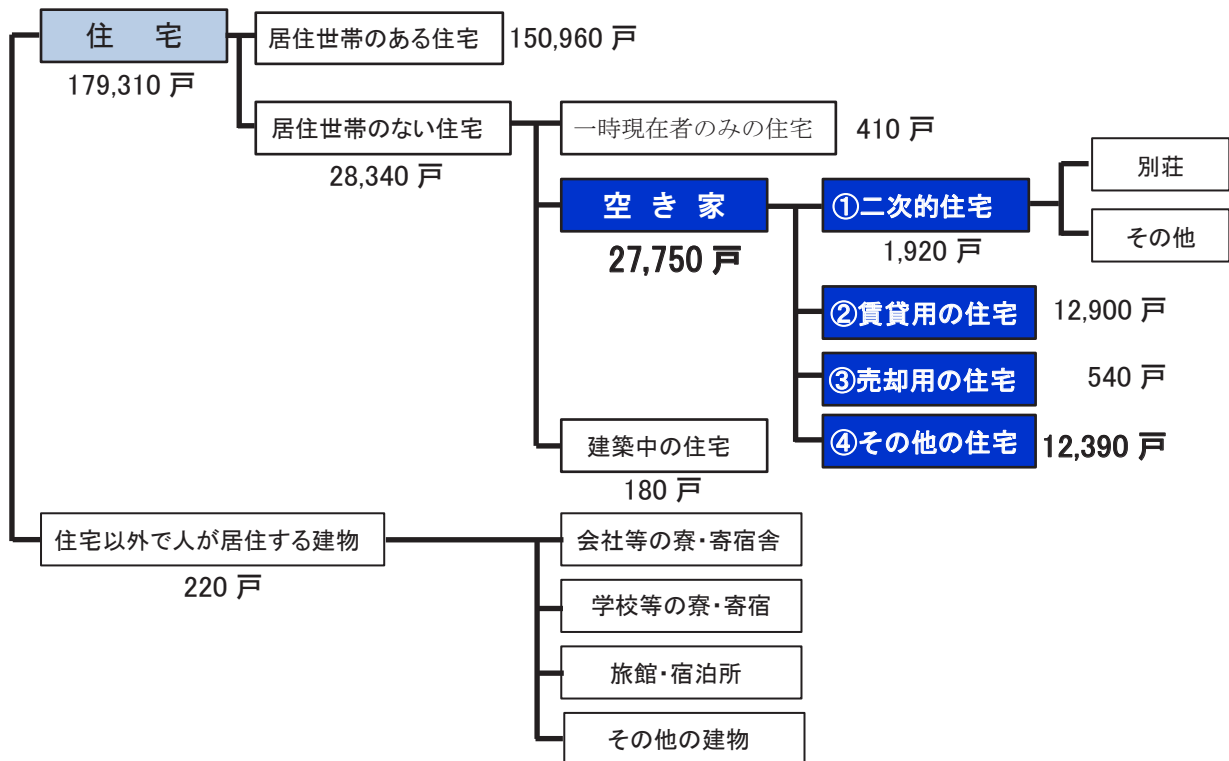 住　宅
179,310 戸
居住世帯のある住宅
150,960 戸
居住世帯のない住宅
28,340 戸
一時現在者のみの住宅
410 戸
空 き 家
27,750 戸
①二次的住宅
1,920 戸
別荘
その他
②賃貸用の住宅
12,900 戸
③売却用の住宅
540 戸
④その他の住宅
12,390 戸
建築中の住宅
180 戸
住宅以外で人が居住する建物
220 戸
会社等の寮・寄宿舎
学校等の寮・寄宿
旅館・宿泊所
その他の建物